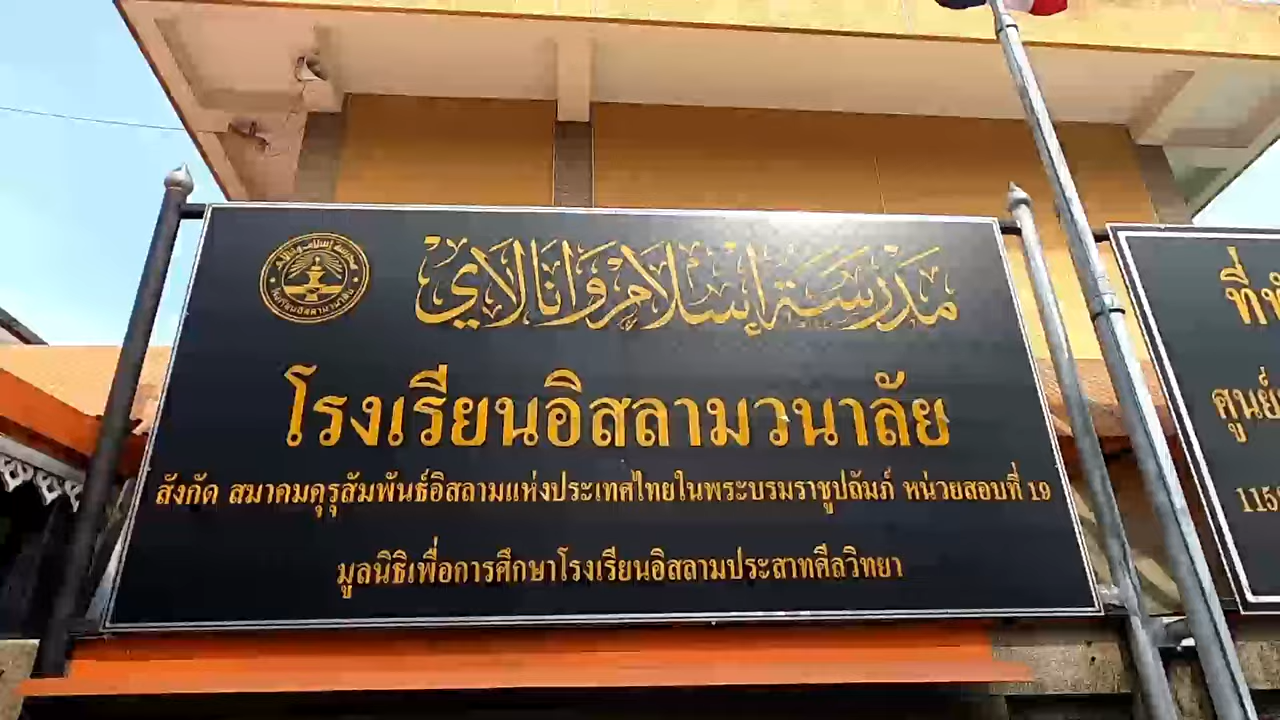 مدرسة إسلام وانالاي
โรงเรียนอิสลามวนาลัย
สังกัด สมาคมคุรุสัมพันธ์อิสลามแห่งประเทศไทยในพระบรมราชูปถัมภ์ หน่วยสอบที่ 19
มูลนิธิเพื่อการศึกษาโรงเรียนอิสลามประสาทศีลวิทยา
ศูนย์
115